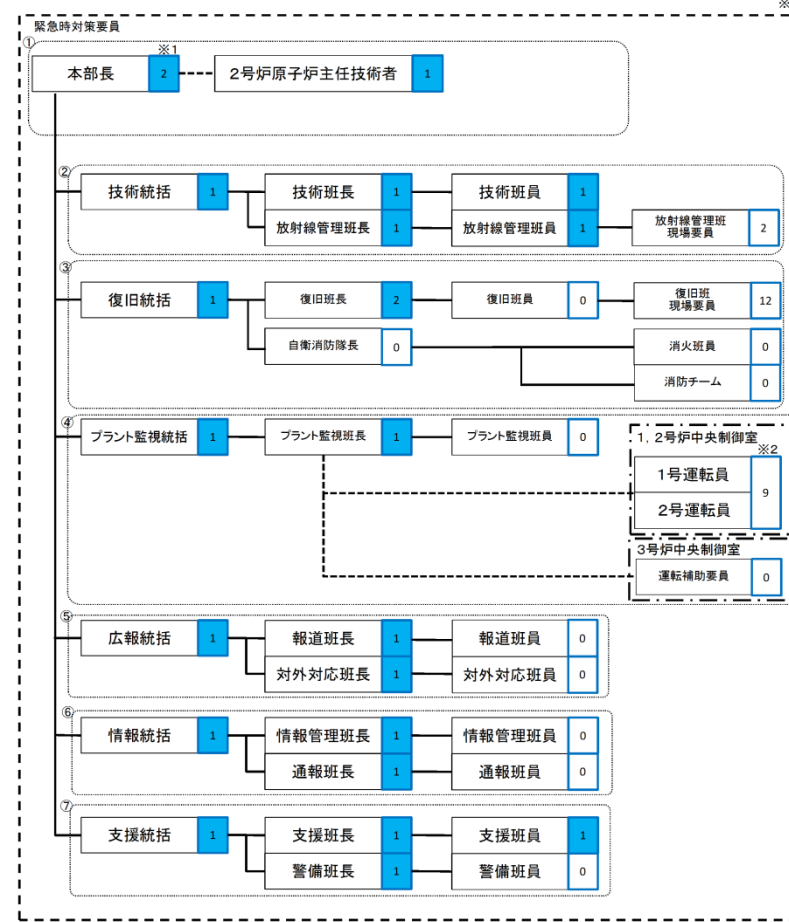 ※
緊急時対策要員
①
※1
本部長 2 2号炉原子炉主任技術者 1
②
技術統括 1 技術班長 1 技術班員 1
放射線管理班長 1 放射線管理班員 1 放射線管理班
現場要員 2
③
復旧統括 1 復旧班長 2 復旧班員 0 復旧班
現場要員 12
自衛消防隊長 0 消火班員 0
消防チーム 0
④
プラント監視統括 1 プラント監視班長 1 プラント監視班員 0
1,2号炉中央制御室
※2
1号運転員
9
2号運転員
3号炉中央制御室
運転補助要員 0
⑤
広報統括 1 報道班長 1 報道班員 0
対外対応班長 1 対外対応班員 0
⑥
情報統括 1 情報管理班長 1 情報管理班員 0
通報班長 1 通報班員 0
⑦
支援統括 1 支援班長 1 支援班員 1
警備班長 1 警備班員 0